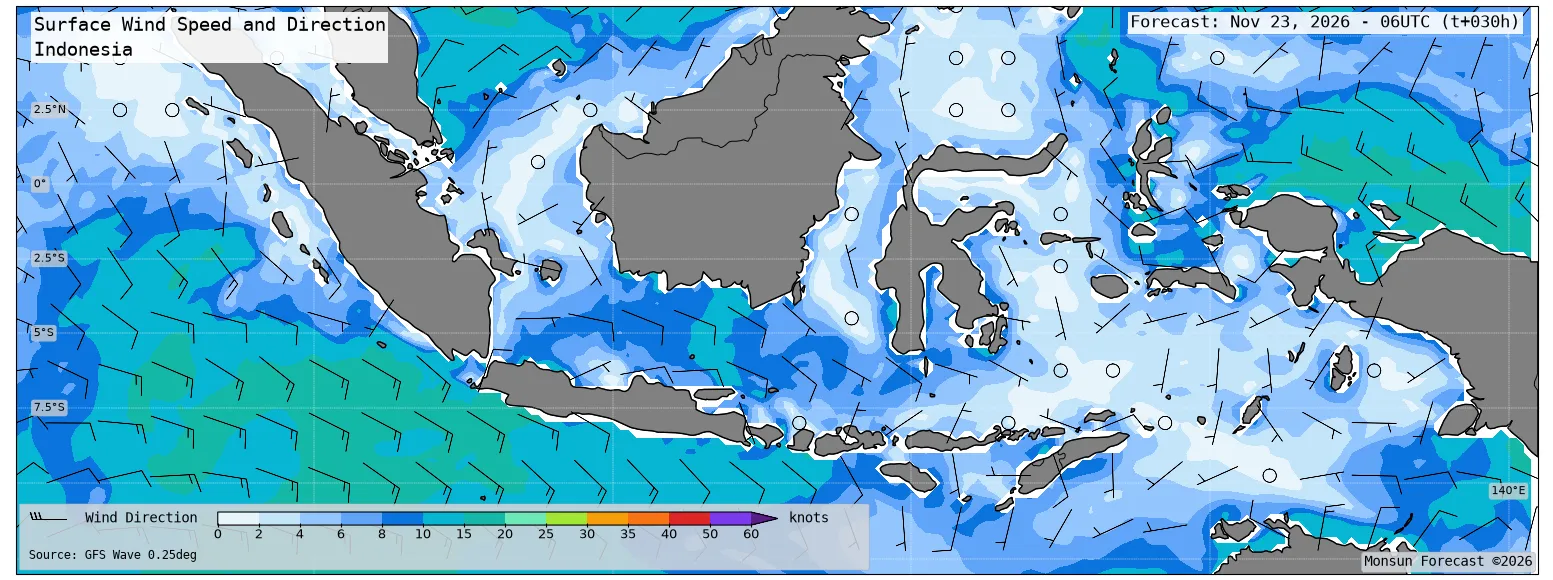 Surface Wind Speed and Direction
Indonesia
Forecast: Nov 23, 2026 - 06UTC (t+030h)
2.5°N
0°
2.5°S
5°S
7.5°S
140°E
Wind Direction
0 2 4 6 8 10 15 20 25 30 35 40 50 60
knots
Source: GFS Wave 0.25deg
Monsun Forecast ©2026